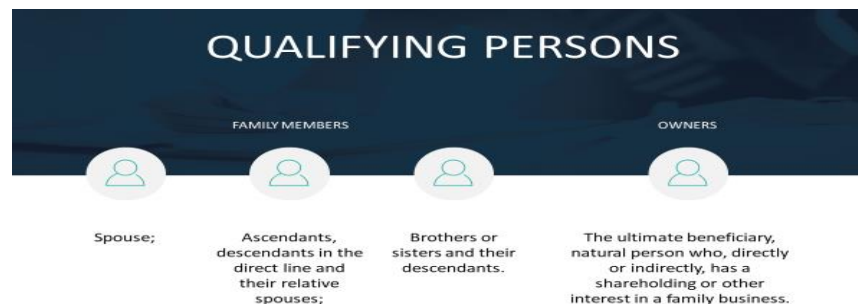 QUALIFYING PERSONS
FAMILY MEMBERS
OWNERS
Spouse;
Ascendants,
descendants in the
direct line and
their relative
spouses;
Brothers or
sisters and their
descendants.
The ultimate beneficiary,
natural person who, directly
or indirectly, has a
shareholding or other
interest in a family business.